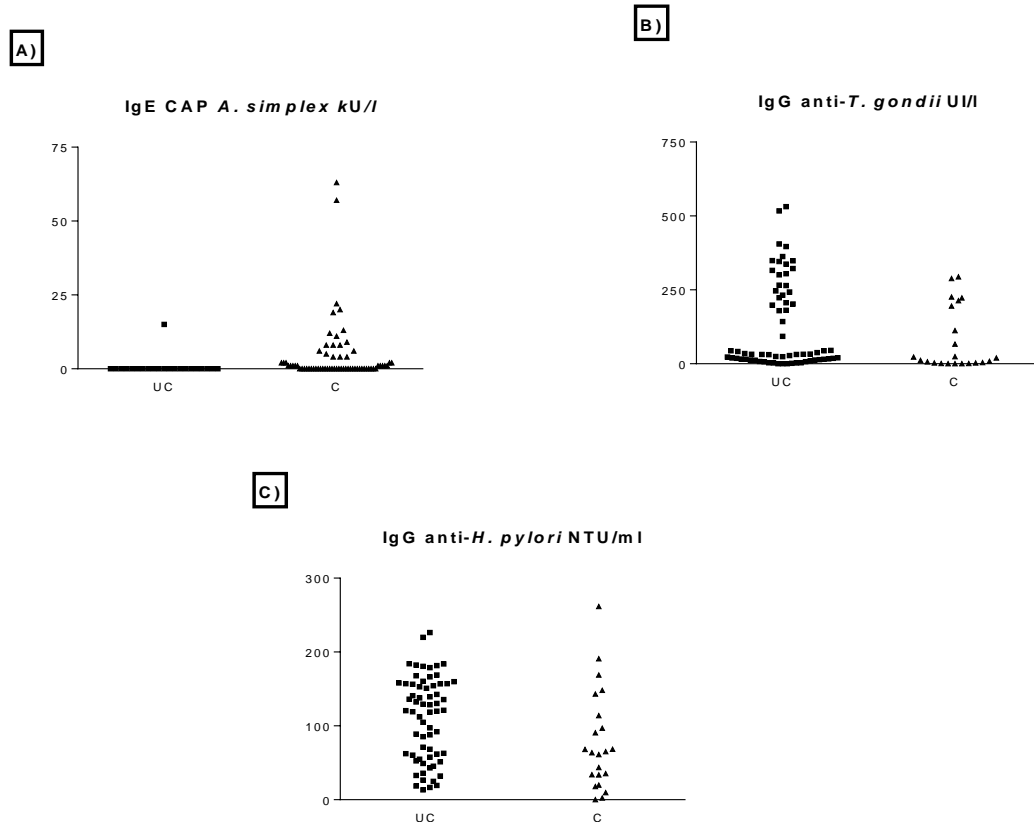 A)
IgE CAP A. simplex kU/l
75
50
25
0
UC C
B)
IgG anti-T. gondii UI/l
750
500
250
0
UC C
C)
IgG anti-H. pylori NTU/ml
300
200
100
0
UC C